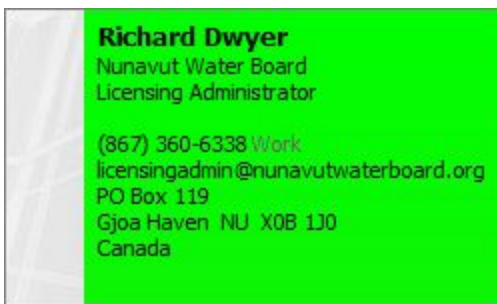 Richard Dwyer
Nunavut Water Board
Licensing Administrator
(867) 360-6338 Work
licensingadmin@nunavutwaterboard.org
PO Box 119
Gjoa Haven NU X0B 1J0
Canada